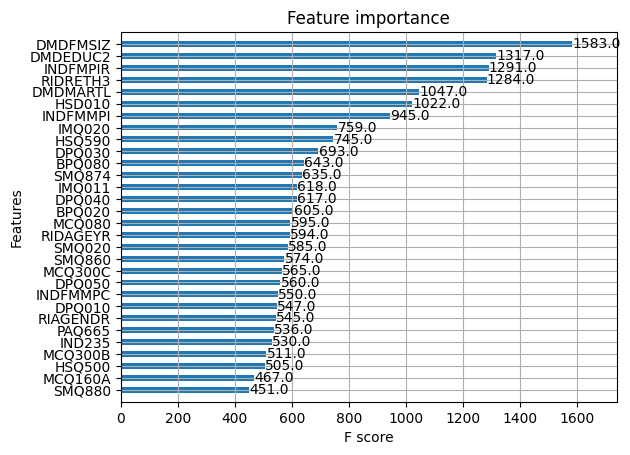 Feature importance
DMDFMSIZ 1583.0
DMDEDUC2 1317.0
INDFMPIR 1291.0
RIDRETH3 1284.0
DMDMARTL 1047.0
HSD010 1022.0
INDFMMPI 945.0
IMQ020 759.0
HSQ590 745.0
DPQ030 693.0
BPQ080 643.0
SMQ874 635.0
IMQ011 618.0
DPQ040 617.0
BPQ020 605.0
MCQ080 595.0
RIDAGEYR 594.0
SMQ020 585.0
SMQ860 574.0
MCQ300C 565.0
DPQ050 560.0
INDFMMPC 550.0
DPQ010 547.0
RIAGENDR 545.0
PAQ665 536.0
IND235 530.0
MCQ300B 511.0
HSQ500 505.0
MCQ160A 467.0
SMQ880 451.0
Features
0 200 400 600 800 1000 1200 1400 1600
F score